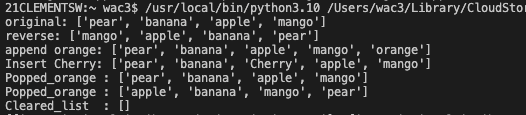 21CLEMENTSW:~ wac3$ /usr/local/bin/python3.10 /Users/wac3/Library/CloudSto
original: ['pear', 'banana', 'apple', 'mango']
reverse: ['mango', 'apple', 'banana', 'pear']
append orange: ['pear', 'banana', 'apple', 'mango', 'orange']
Insert Cherry: ['pear', 'banana', 'Cherry', 'apple', 'mango']
Popped_orange : ['pear', 'banana', 'apple', 'mango']
Popped_orange : ['apple', 'banana', 'mango', 'pear']
Cleared_list  : []